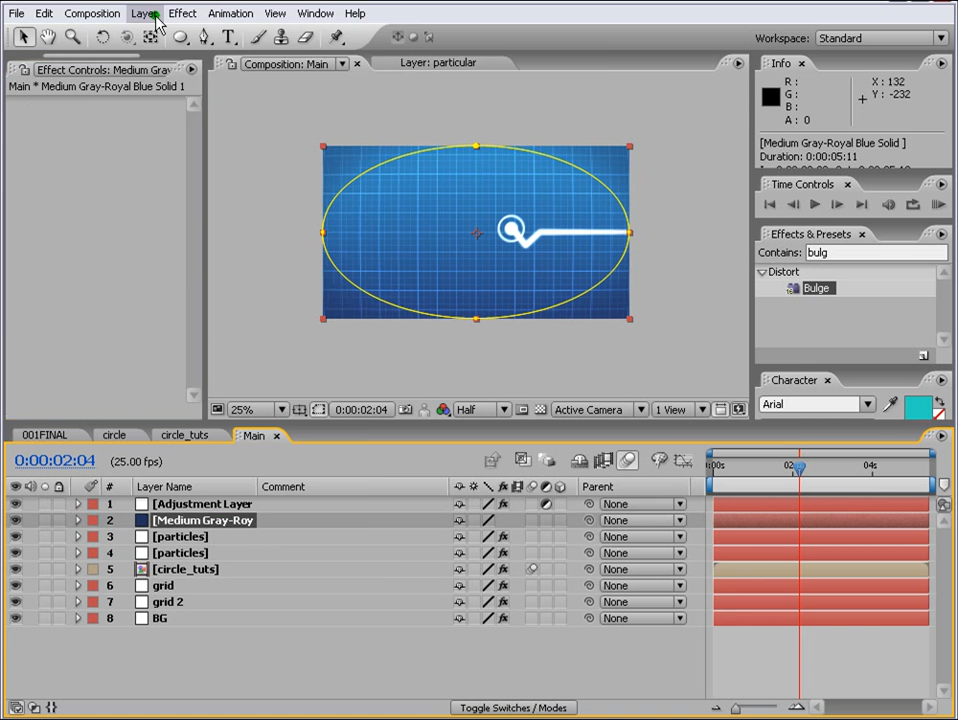 File Edit Composition Layer Effect Animation View Window Help
Workspace: Standard
Effect Controls: Medium Gray
Main * Medium Gray-Royal Blue Solid 1
Composition: Main
Layer: particular
Info
R :
G :
B :
A : 0
X : 132
Y : -232
[Medium Gray-Royal Blue Solid ]
Duration: 0:00:05:11
Time Controls
Effects & Presets
Contains: bulg
Distort
Bulge
Character
Arial
25%
0:00:02:04
Half
Active Camera
1 View
001FINAL circle circle_tuts Main
0:00:02:04 (25.00 fps)
:00s 02s 04s
# Layer Name Comment Parent
1 [Adjustment Layer None
2 [Medium Gray-Roy None
3 [particles] None
4 [particles] None
5 [circle_tuts] None
6 grid None
7 grid 2 None
8 BG None
Toggle Switches / Modes